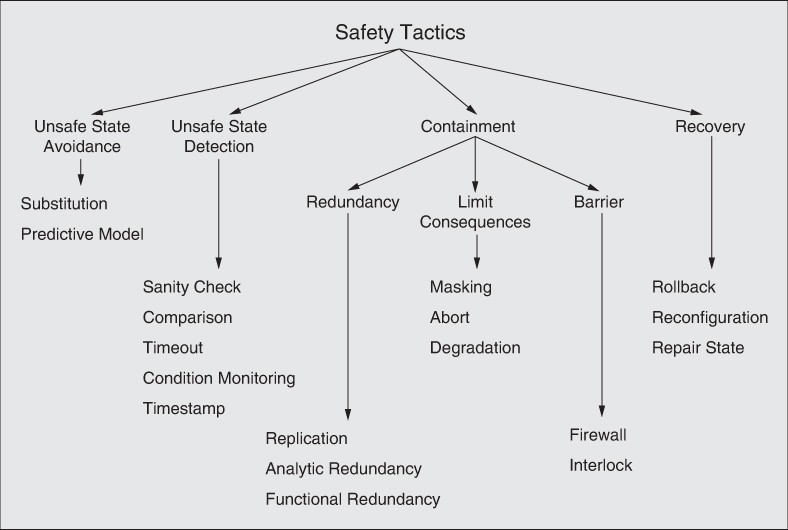 Safety Tactics
Unsafe State
Avoidance
Unsafe State
Detection
Containment
Recovery
Substitution
Predictive Model
Redundancy
Limit
Consequences
Barrier
Sanity Check
Comparison
Timeout
Condition Monitoring
Timestamp
Masking
Abort
Degradation
Rollback
Reconfiguration
Repair State
Replication
Analytic Redundancy
Functional Redundancy
Firewall
Interlock